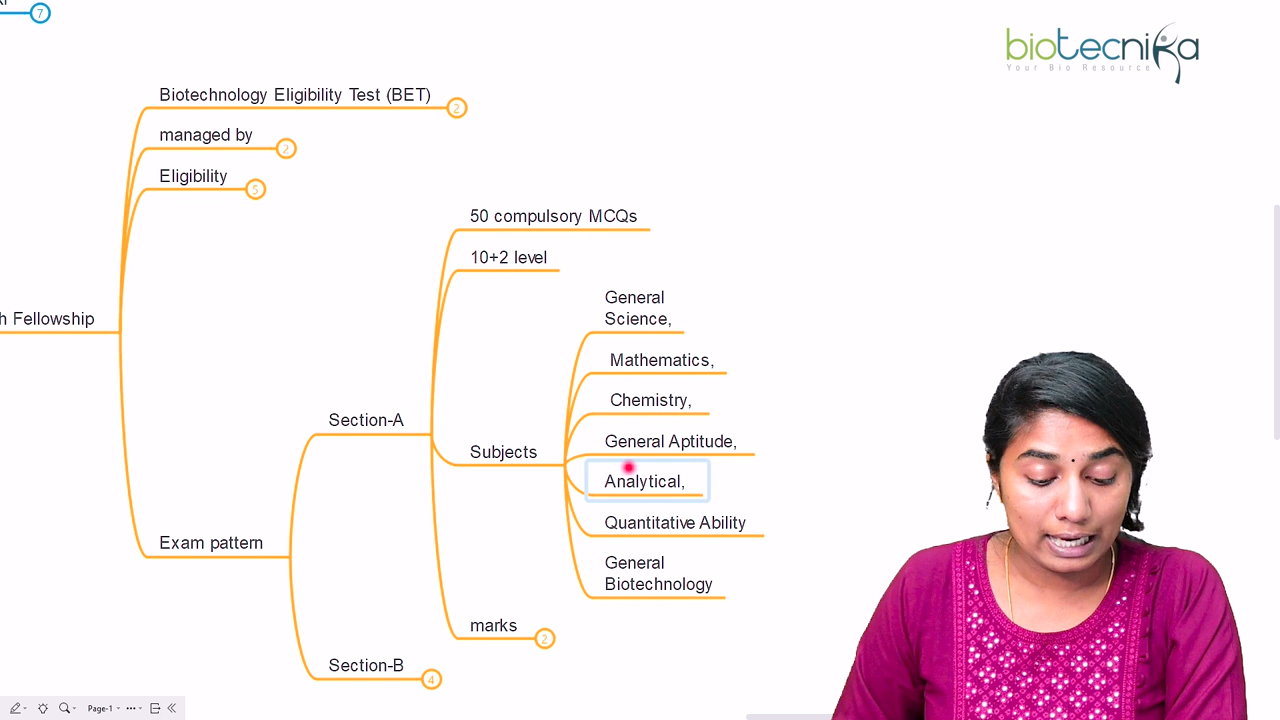 7
biotecnika
Your Bio Resource
Biotechnology Eligibility Test (BET)
2
managed by
2
Eligibility
5
50 compulsory MCQs
10+2 level
General
Science,
h Fellowship
Mathematics,
Chemistry,
Section-A
General Aptitude,
Subjects
Analytical,
Quantitative Ability
Exam pattern
General
Biotechnology
marks
2
Section-B
4
Page-1